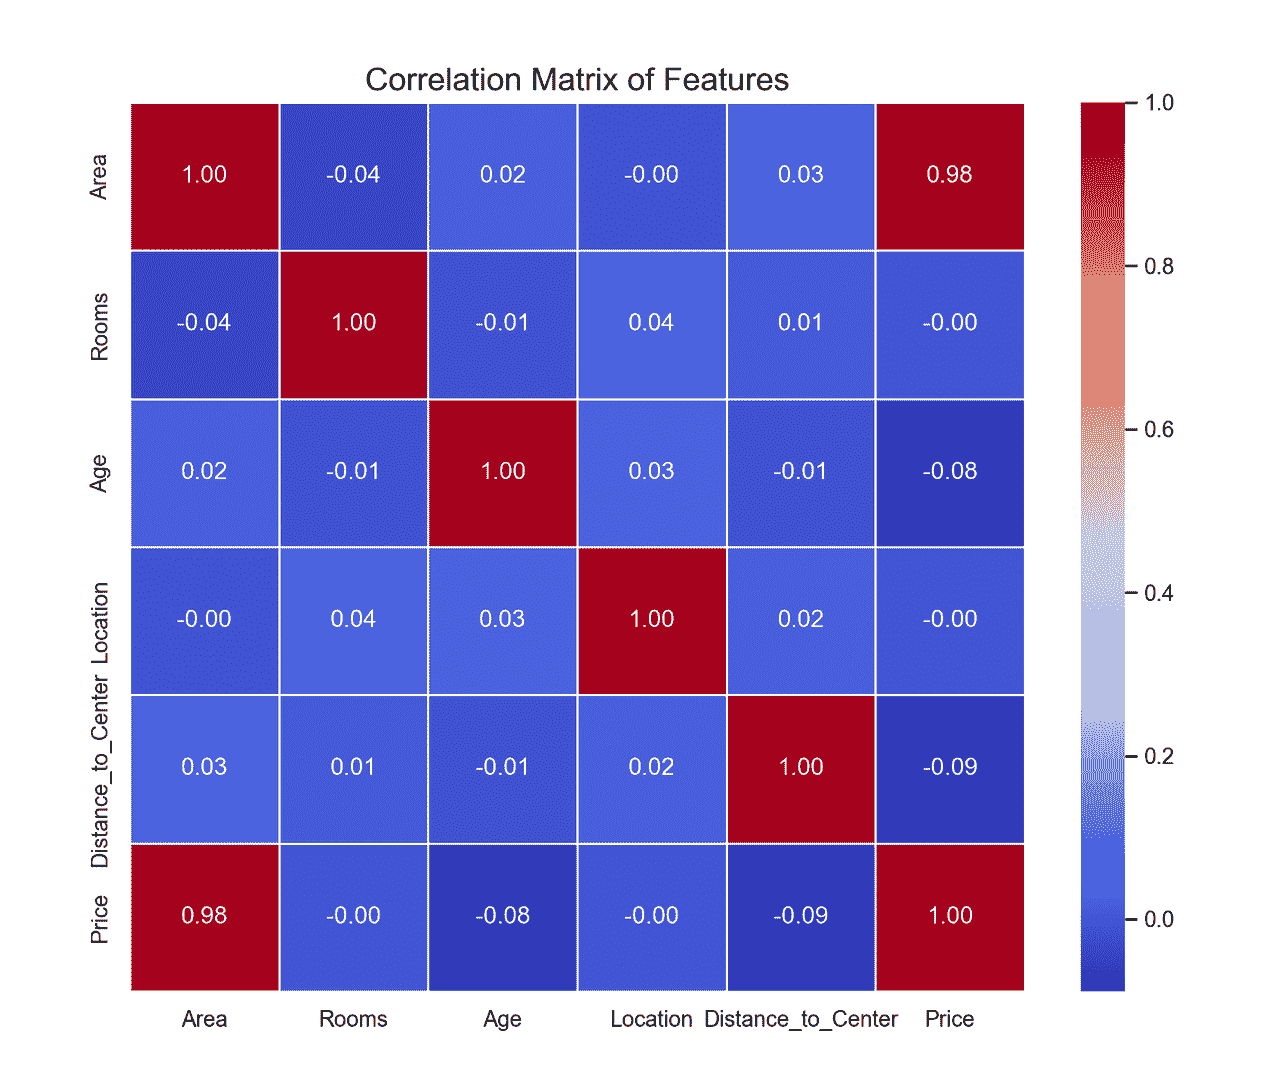 Correlation Matrix of Features
Area 1.00 -0.04 0.02 -0.00 0.03 0.98
Rooms -0.04 1.00 -0.01 0.04 0.01 -0.00
Age 0.02 -0.01 1.00 0.03 -0.01 -0.08
Location -0.00 0.04 0.03 1.00 0.02 -0.00
Distance_to_Center 0.03 0.01 -0.01 0.02 1.00 -0.09
Price 0.98 -0.00 -0.08 -0.00 -0.09 1.00
Area Rooms Age Location Distance_to_Center Price
1.0
0.8
0.6
0.4
0.2
0.0